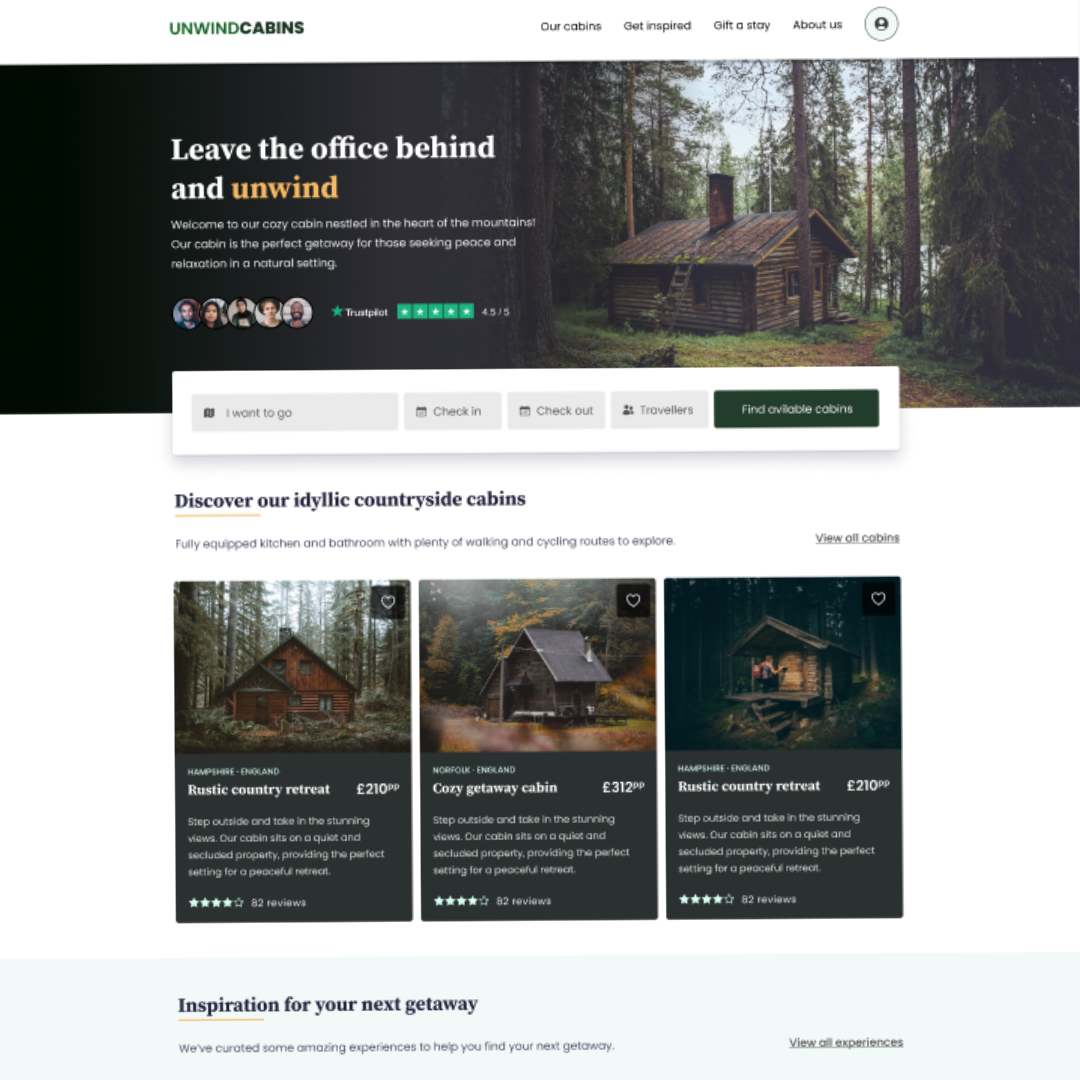 UNWINDCABINS
Our cabins Get inspired Gift a stay About us
Leave the office behind
and unwind
Welcome to our cozy cabin nestled in the heart of the mountains!
Our cabin is the perfect getaway for those seeking peace and
relaxation in a natural setting.
Trustpilot 4.5 / 5
I want to go Check in Check out Travellers Find avilable cabins
Discover our idyllic countryside cabins
Fully equipped kitchen and bathroom with plenty of walking and cycling routes to explore. View all cabins
HAMPSHIRE - ENGLAND
Rustic country retreat £210pp
Step outside and take in the stunning
views. Our cabin sits on a quiet and
secluded property, providing the perfect
setting for a peaceful retreat.
82 reviews
NORFOLK - ENGLAND
Cozy getaway cabin £312pp
Step outside and take in the stunning
views. Our cabin sits on a quiet and
secluded property, providing the perfect
setting for a peaceful retreat.
82 reviews
HAMPSHIRE - ENGLAND
Rustic country retreat £210pp
Step outside and take in the stunning
views. Our cabin sits on a quiet and
secluded property, providing the perfect
setting for a peaceful retreat.
82 reviews
Inspiration for your next getaway
We've curated some amazing experiences to help you find your next getaway. View all experiences